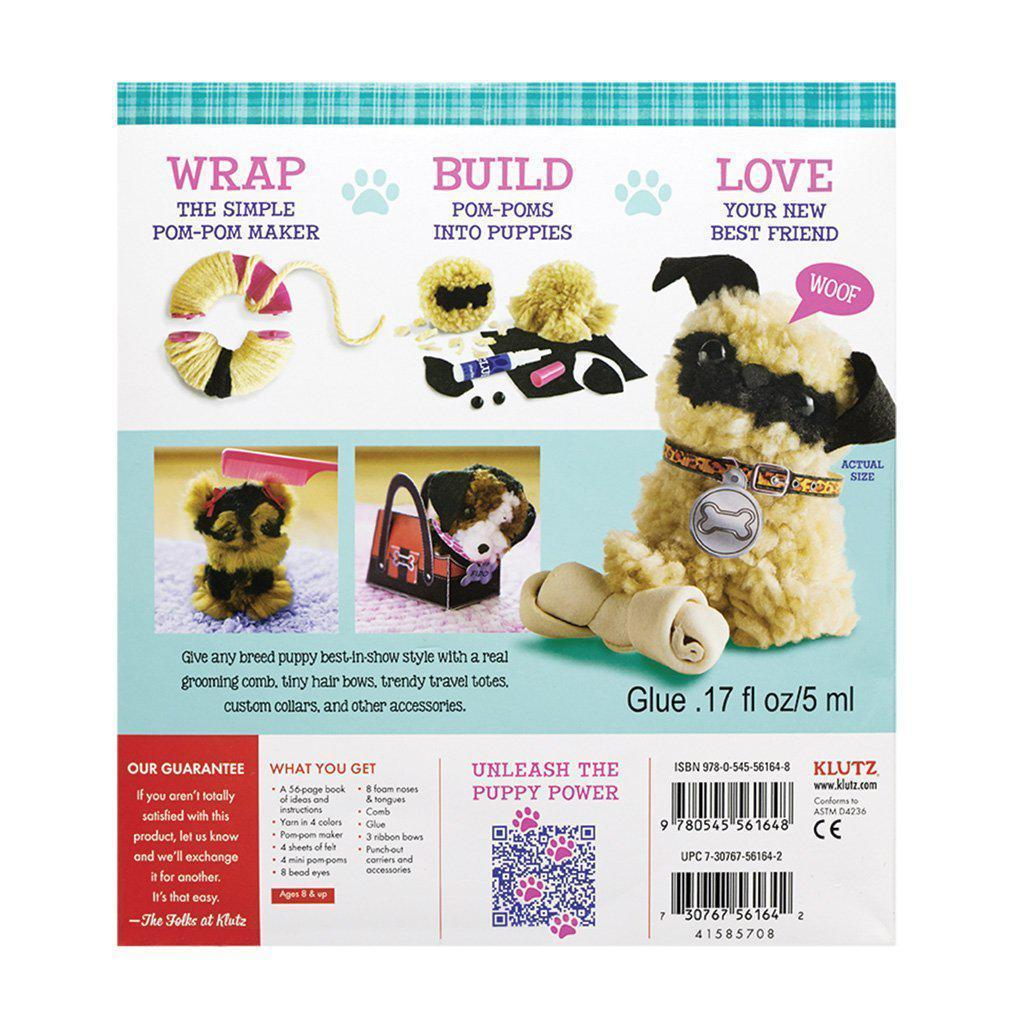 WRAP
THE SIMPLE
POM-POM MAKER
BUILD
POM-POMS
INTO PUPPIES
LOVE
YOUR NEW
BEST FRIEND
WOOF
GLUE
ACTUAL
SIZE
FIDO
Give any breed puppy best-in-show style with a real
grooming comb, tiny hair bows, trendy travel totes,
custom collars, and other accessories.
Glue .17 fl oz/5 ml
OUR GUARANTEE
If you aren't totally
satisfied with this
product, let us know
and we'll exchange
it for another.
It's that easy.
—The Folks at Klutz
WHAT YOU GET
• A 56-page book
of ideas and
instructions
• Yarn in 4 colors
• Pom-pom maker
• 4 sheets of felt
• 4 mini pom-poms
• 8 bead eyes
• 8 foam noses
& tongues
• Comb
• Glue
• 3 ribbon bows
• Punch-out
carriers and
accessories
Ages 8 & up
UNLEASH THE
PUPPY POWER
ISBN 978-0-545-56164-8
9 780545 561648
UPC 7-30767-56164-2
7 30767 56164 2
41585708
KLUTZ®
www.klutz.com
Conforms to
ASTM D4236
CE